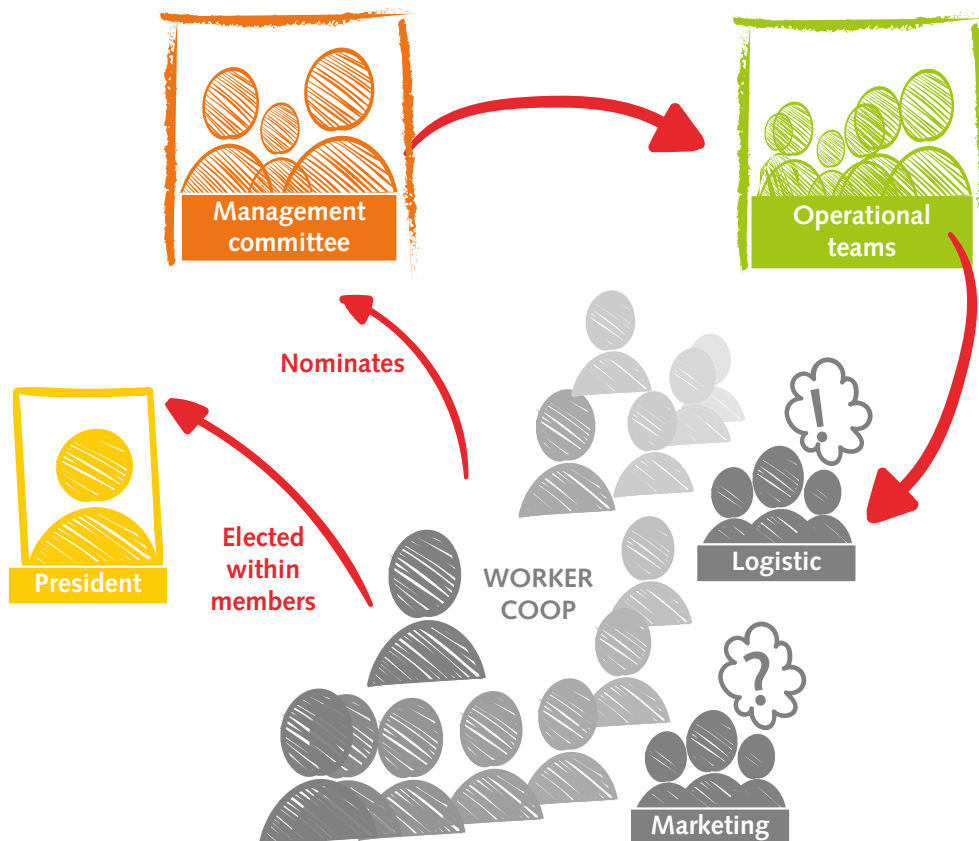 Management
committee
Operational
teams
Nominates
!
President
Elected
within
members
WORKER
COOP
Logistic
?
Marketing